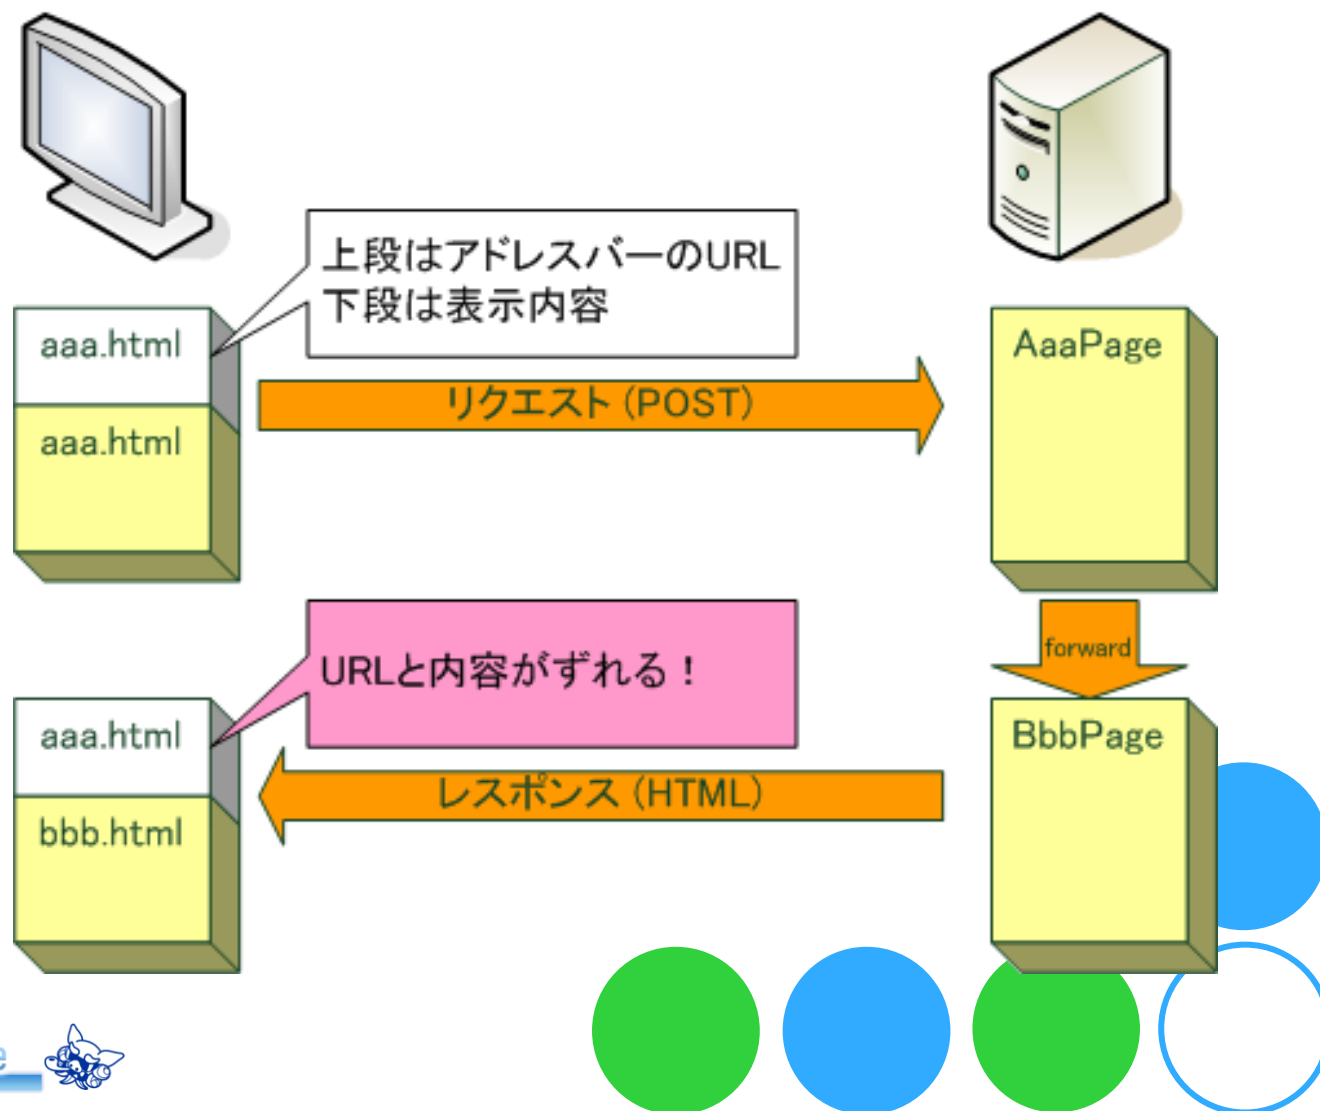 上段はアドレスバーのURL
下段は表示内容
aaa.html
AaaPage
リクエスト(POST)
aaa.html
forward
URLと内容がずれる！
aaa.html
BbbPage
レスポンス(HTML)
bbb.html
e